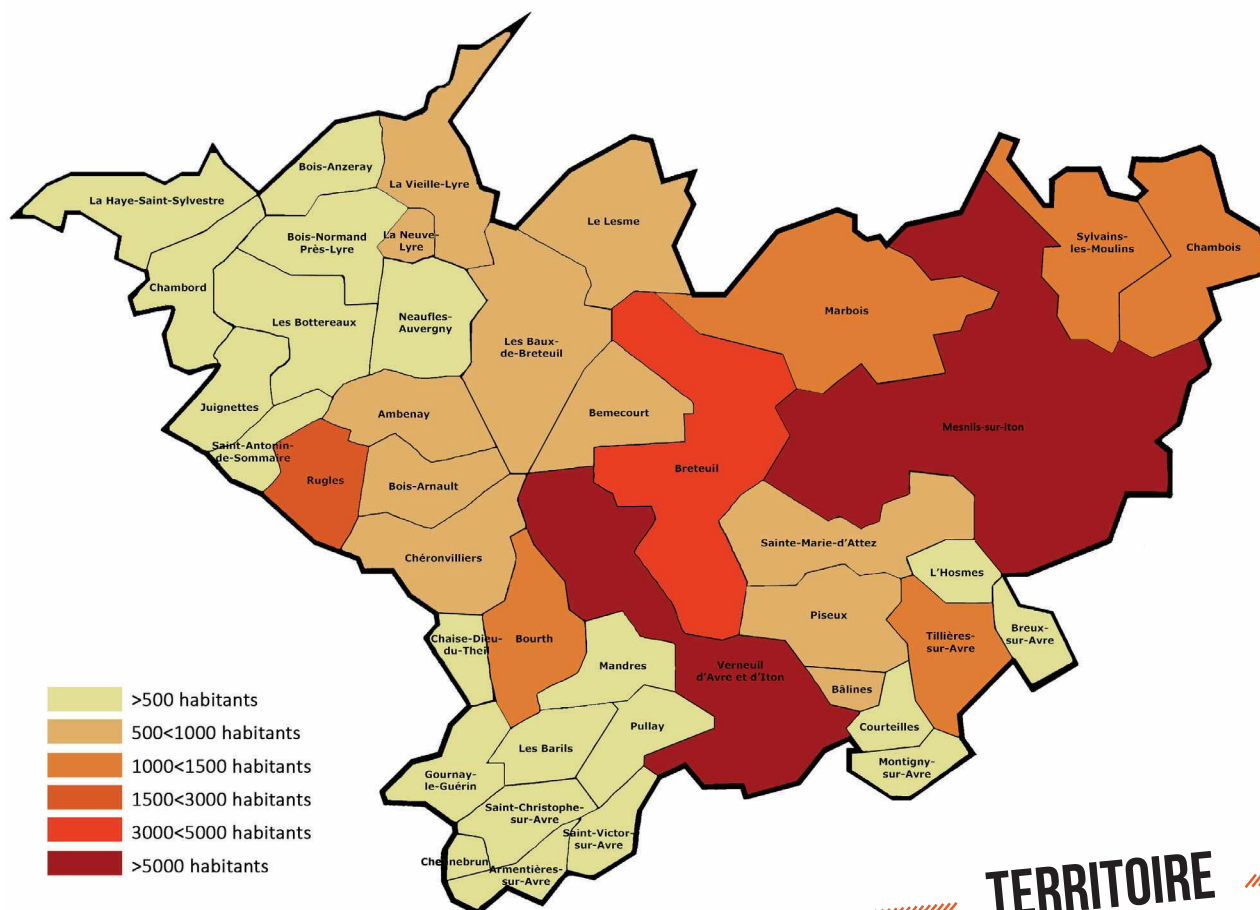 Bois-Anzeray
La Vieille-Lyre
La Haye-Saint-Sylvestre
Le Lesme
Bois-Normand
Près-Lyre
La Neuve-
Lyre
Sylvains-
les-Moulins
Chambois
Chambord
Les Bottereaux
Neaufles-
Auvergny
Marbois
Les Baux-
de-Breteuil
Juignettes
Ambenay
Bemecourt
Mesnils-sur-Iton
Saint-Antonin-
de-Sommaire
Rugles
Bois-Arnault
Breteuil
Chéronvilliers
Sainte-Marie-d'Attez
L'Hosmes
Chaise-Dieu-
du-Theil
Bourth
Mandres
Piseux
Tillières-
sur-Avre
Breux-
sur-Avre
Verneuil
d'Avre et d'Iton
Bâlines
Pullay
Courteilles
Les Barils
Montigny-
sur-Avre
Gournay-
le-Guérin
Saint-Christophe-
sur-Avre
Saint-Victor-
sur-Avre
Chennebrun
Armentières-
sur-Avre
>500 habitants
500<1000 habitants
1000<1500 habitants
1500<3000 habitants
3000<5000 habitants
>5000 habitants
TERRITOIRE